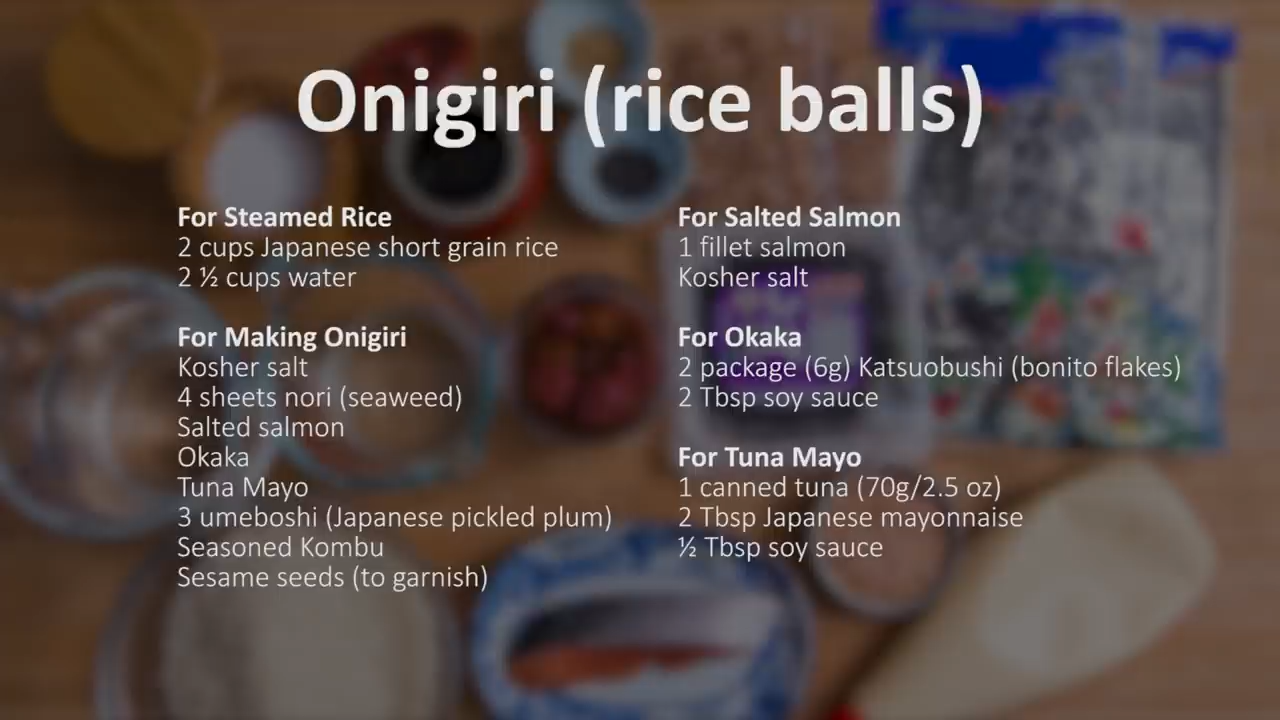 Onigiri (rice balls)
For Steamed Rice
2 cups Japanese short grain rice
2 ½ cups water
For Making Onigiri
Kosher salt
4 sheets nori (seaweed)
Salted salmon
Okaka
Tuna Mayo
3 umeboshi (Japanese pickled plum)
Seasoned Kombu
Sesame seeds (to garnish)
For Salted Salmon
1 fillet salmon
Kosher salt
For Okaka
2 package (6g) Katsuobushi (bonito flakes)
2 Tbsp soy sauce
For Tuna Mayo
1 canned tuna (70g/2.5 oz)
2 Tbsp Japanese mayonnaise
½ Tbsp soy sauce